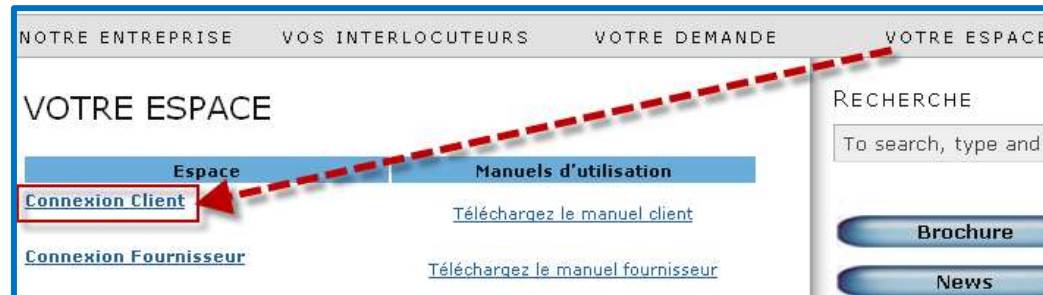 NOTRE ENTREPRISE VOS INTERLOCUTEURS VOTRE DEMANDE VOTRE ESPACE
VOTRE ESPACE
Espace Manuels d'utilisation
Connexion Client
Téléchargez le manuel client
Connexion Fournisseur
Téléchargez le manuel fournisseur
RECHERCHE
To search, type and
Brochure
News